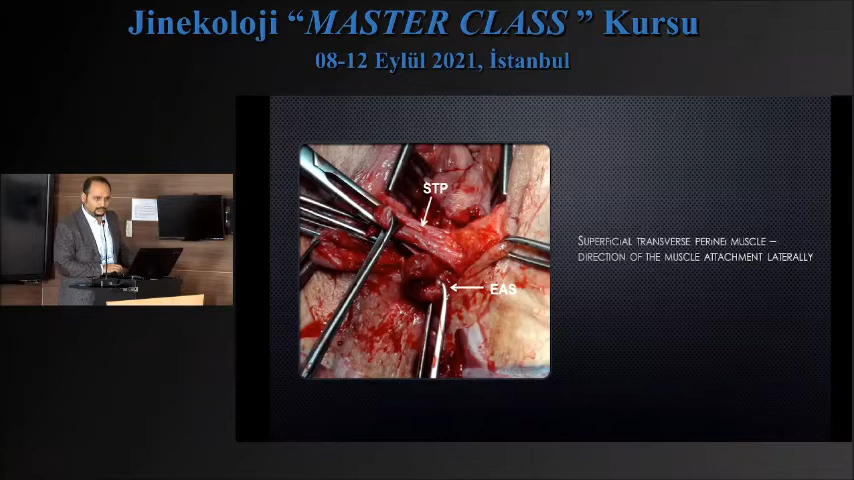 Jinekoloji “MASTER CLASS ” Kursu
08-12 Eylül 2021, İstanbul
STP
EAS
SUPERFICIAL TRANSVERSE PERINEI MUSCLE –
DIRECTION OF THE MUSCLE ATTACHMENT LATERALLY